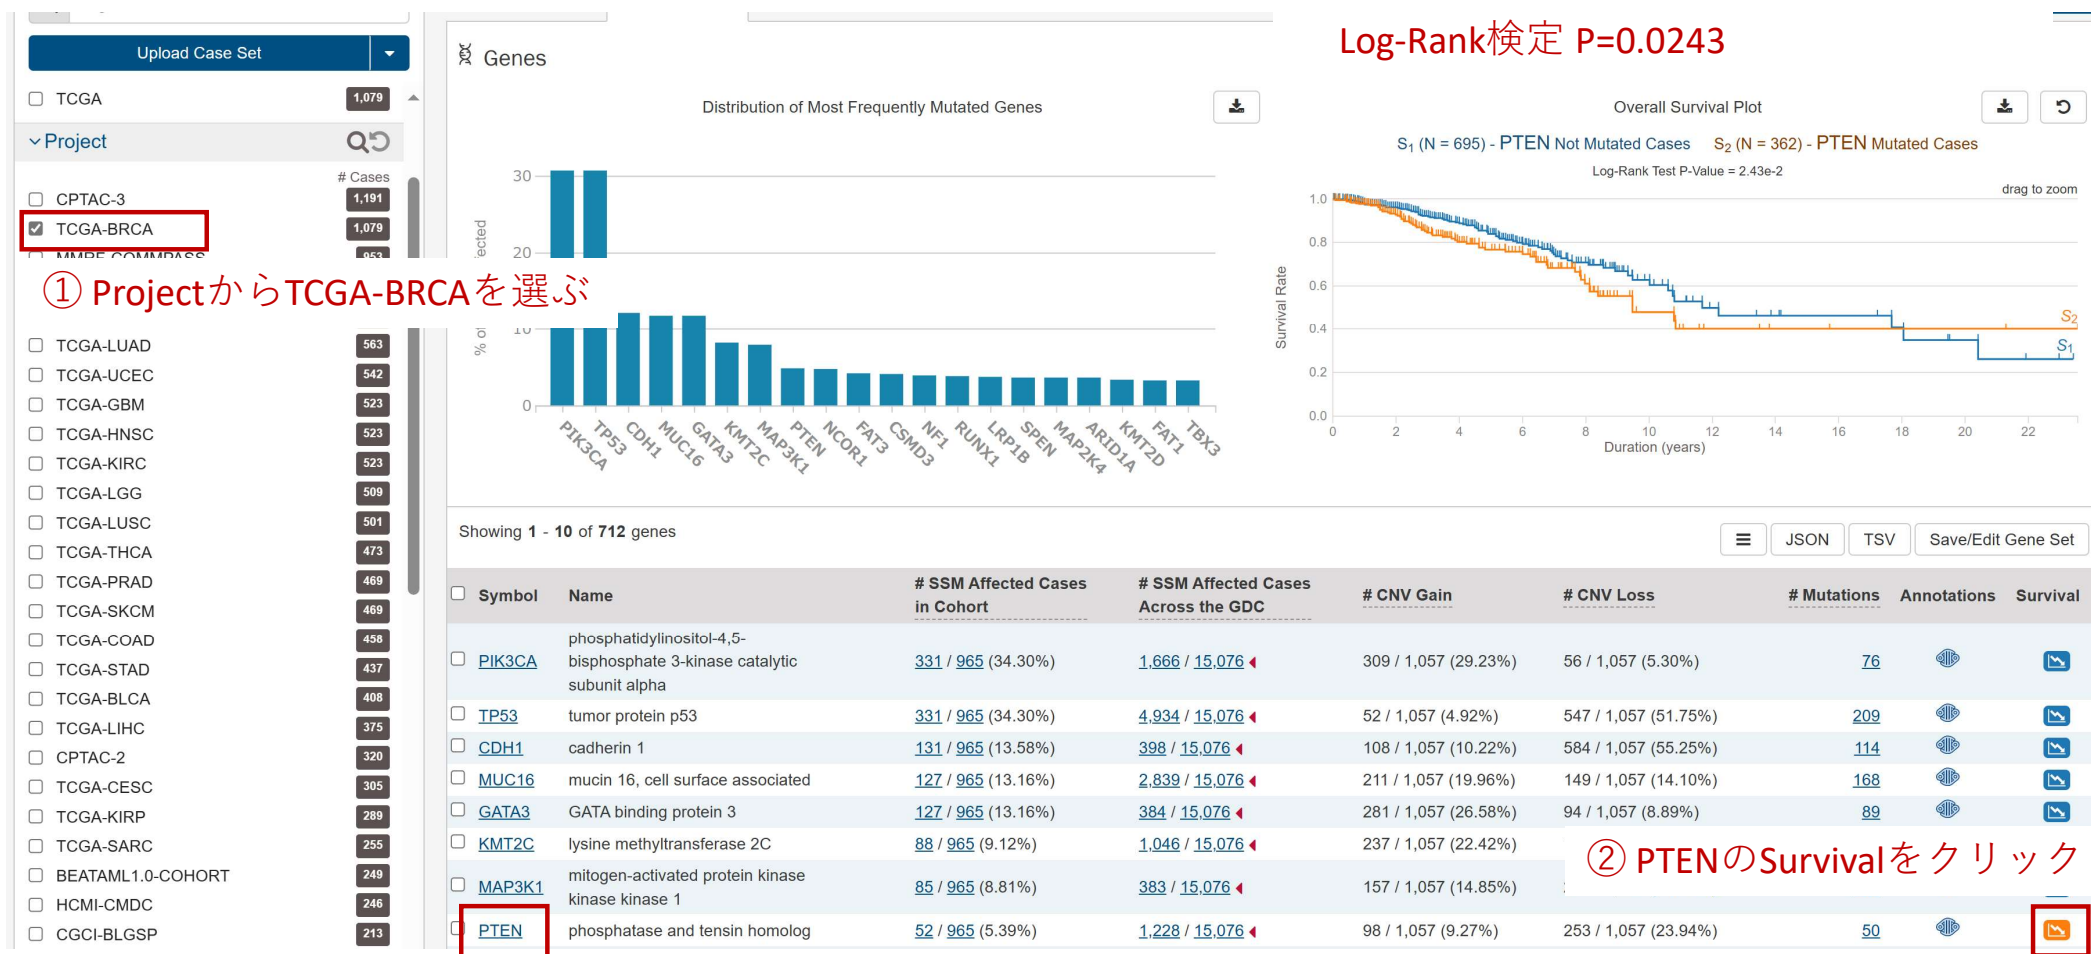 Log-Rank検定 P=0.0243
Upload Case Set
TCGA 1,079
Project
# Cases
CPTAC-3 1,191
TCGA-BRCA 1,079
MMRF-COMMPASS 953
① ProjectからTCGA-BRCAを選ぶ
TCGA-LUAD 563
TCGA-UCEC 542
TCGA-GBM 523
TCGA-HNSC 523
TCGA-KIRC 523
TCGA-LGG 509
TCGA-LUSC 501
TCGA-THCA 473
TCGA-PRAD 469
TCGA-SKCM 469
TCGA-COAD 458
TCGA-STAD 437
TCGA-BLCA 408
TCGA-LIHC 375
CPTAC-2 320
TCGA-CESC 305
TCGA-KIRP 289
TCGA-SARC 255
BEATAML1.0-COHORT 249
HCMI-CMDC 246
CGCI-BLGSP 213
Genes
Distribution of Most Frequently Mutated Genes
30
20
10
0
% of
PIK3CA TP53 CDH1 MUC16 GATA3 KMT2C MAP3K1 PTEN NCOR1 FAT3 CSMD3 NF1 RUNX1 LRP1B SPEN MAP2K4 ARID1A KMT2D FAT1 TBX3
Overall Survival Plot
S1 (N = 695) - PTEN Not Mutated Cases S2 (N = 362) - PTEN Mutated Cases
Log-Rank Test P-Value = 2.43e-2
drag to zoom
1.0
0.8
0.6
0.4
0.2
0.0
Survival Rate
S2
S1
0 2 4 6 8 10 12 14 16 18 20 22
Duration (years)
Showing 1 - 10 of 712 genes
JSON TSV Save/Edit Gene Set
Symbol Name # SSM Affected Cases in Cohort # SSM Affected Cases Across the GDC # CNV Gain # CNV Loss # Mutations Annotations Survival
PIK3CA phosphatidylinositol-4,5-bisphosphate 3-kinase catalytic subunit alpha 331 / 965 (34.30%) 1,666 / 15,076 309 / 1,057 (29.23%) 56 / 1,057 (5.30%) 76
TP53 tumor protein p53 331 / 965 (34.30%) 4,934 / 15,076 52 / 1,057 (4.92%) 547 / 1,057 (51.75%) 209
CDH1 cadherin 1 131 / 965 (13.58%) 398 / 15,076 108 / 1,057 (10.22%) 584 / 1,057 (55.25%) 114
MUC16 mucin 16, cell surface associated 127 / 965 (13.16%) 2,839 / 15,076 211 / 1,057 (19.96%) 149 / 1,057 (14.10%) 168
GATA3 GATA binding protein 3 127 / 965 (13.16%) 384 / 15,076 281 / 1,057 (26.58%) 94 / 1,057 (8.89%) 89
KMT2C lysine methyltransferase 2C 88 / 965 (9.12%) 1,046 / 15,076 237 / 1,057 (22.42%)
② PTENのSurvivalをクリック
MAP3K1 mitogen-activated protein kinase kinase kinase 1 85 / 965 (8.81%) 383 / 15,076 157 / 1,057 (14.85%)
PTEN phosphatase and tensin homolog 52 / 965 (5.39%) 1,228 / 15,076 98 / 1,057 (9.27%) 253 / 1,057 (23.94%) 50